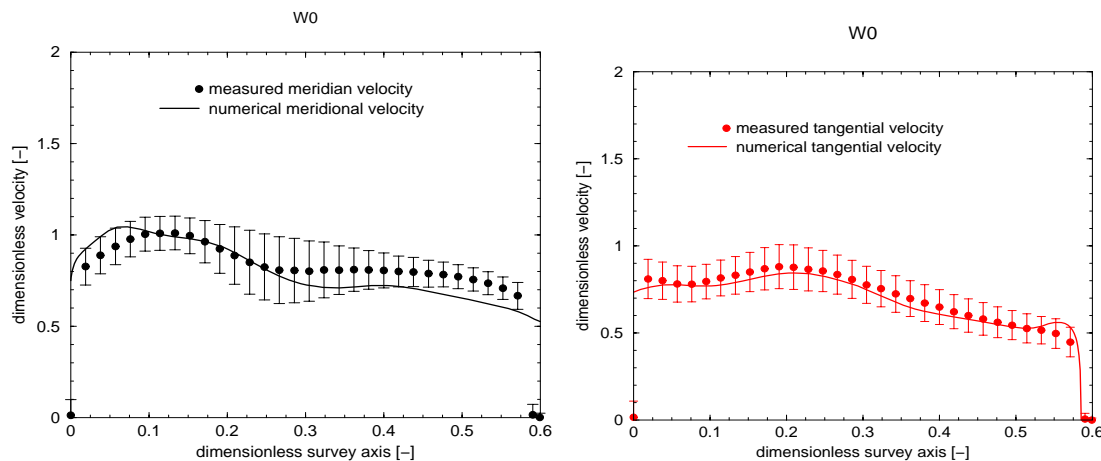 W0
2
1.5
1
0.5
0
dimensionless velocity [−]
measured meridian velocity
numerical meridional velocity
0 0.1 0.2 0.3 0.4 0.5 0.6
dimensionless survey axis [−]
W0
2
1.5
1
0.5
0
dimensionless velocity [−]
measured tangential velocity
numerical tangential velocity
0 0.1 0.2 0.3 0.4 0.5 0.6
dimensionless survey axis [−]